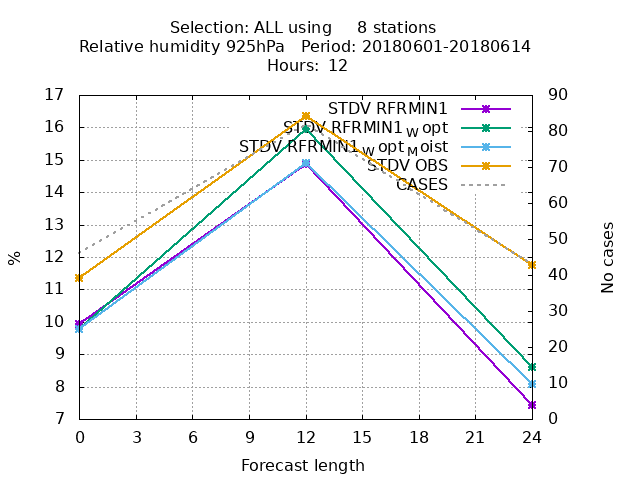 Selection: ALL using     8 stations
Relative humidity 925hPa   Period: 20180601-20180614
Hours:  12
17
16
15
14
13
12
11
10
9
8
7
%
90
80
70
60
50
40
30
20
10
0
No cases
STDV RFRMIN1
STDV RFRMIN1 W opt
STDV RFRMIN1 W opt M oist
STDV OBS
CASES
0 3 6 9 12 15 18 21 24
Forecast length